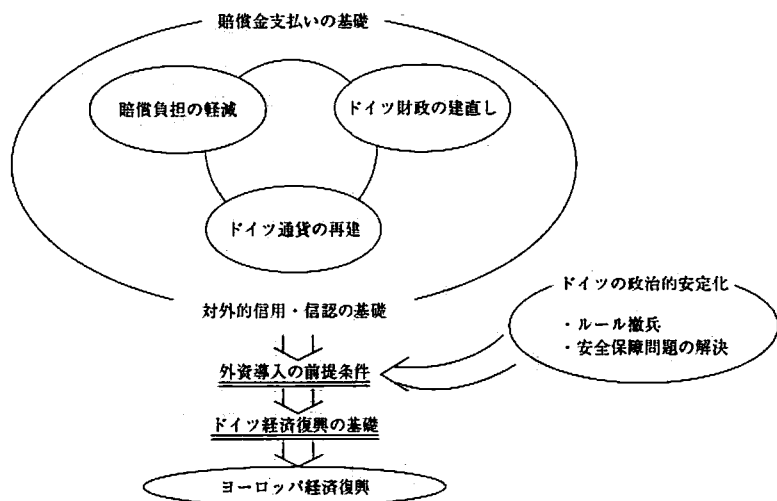 賠償金支払いの基礎
賠償負担の軽減
ドイツ財政の建直し
ドイツ通貨の再建
対外的信用・信認の基礎
ドイツの政治的安定化
・ルール撤兵
・安全保障問題の解決
外資導入の前提条件
ドイツ経済復興の基礎
ヨーロッパ経済復興